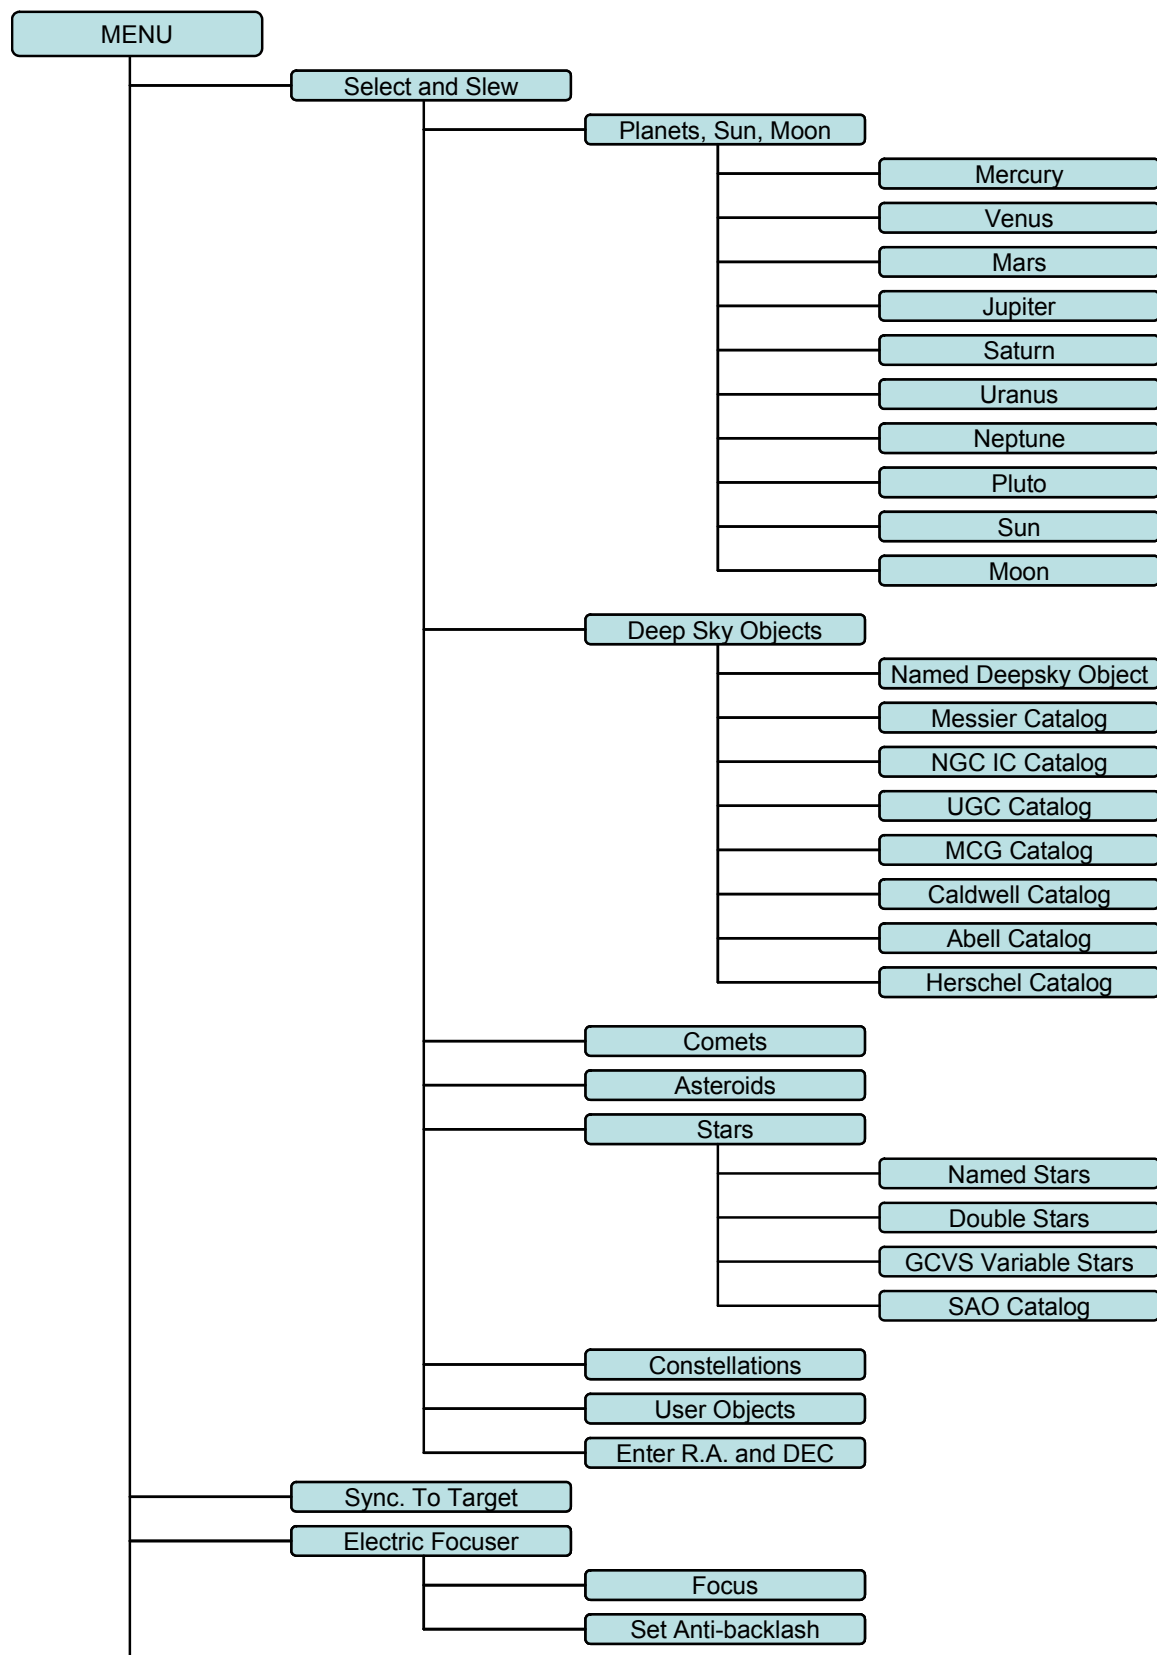 MENU
Select and Slew
Planets, Sun, Moon
Mercury
Venus
Mars
Jupiter
Saturn
Uranus
Neptune
Pluto
Sun
Moon
Deep Sky Objects
Named Deepsky Object
Messier Catalog
NGC IC Catalog
UGC Catalog
MCG Catalog
Caldwell Catalog
Abell Catalog
Herschel Catalog
Comets
Asteroids
Stars
Named Stars
Double Stars
GCVS Variable Stars
SAO Catalog
Constellations
User Objects
Enter R.A. and DEC
Sync. To Target
Electric Focuser
Focus
Set Anti-backlash